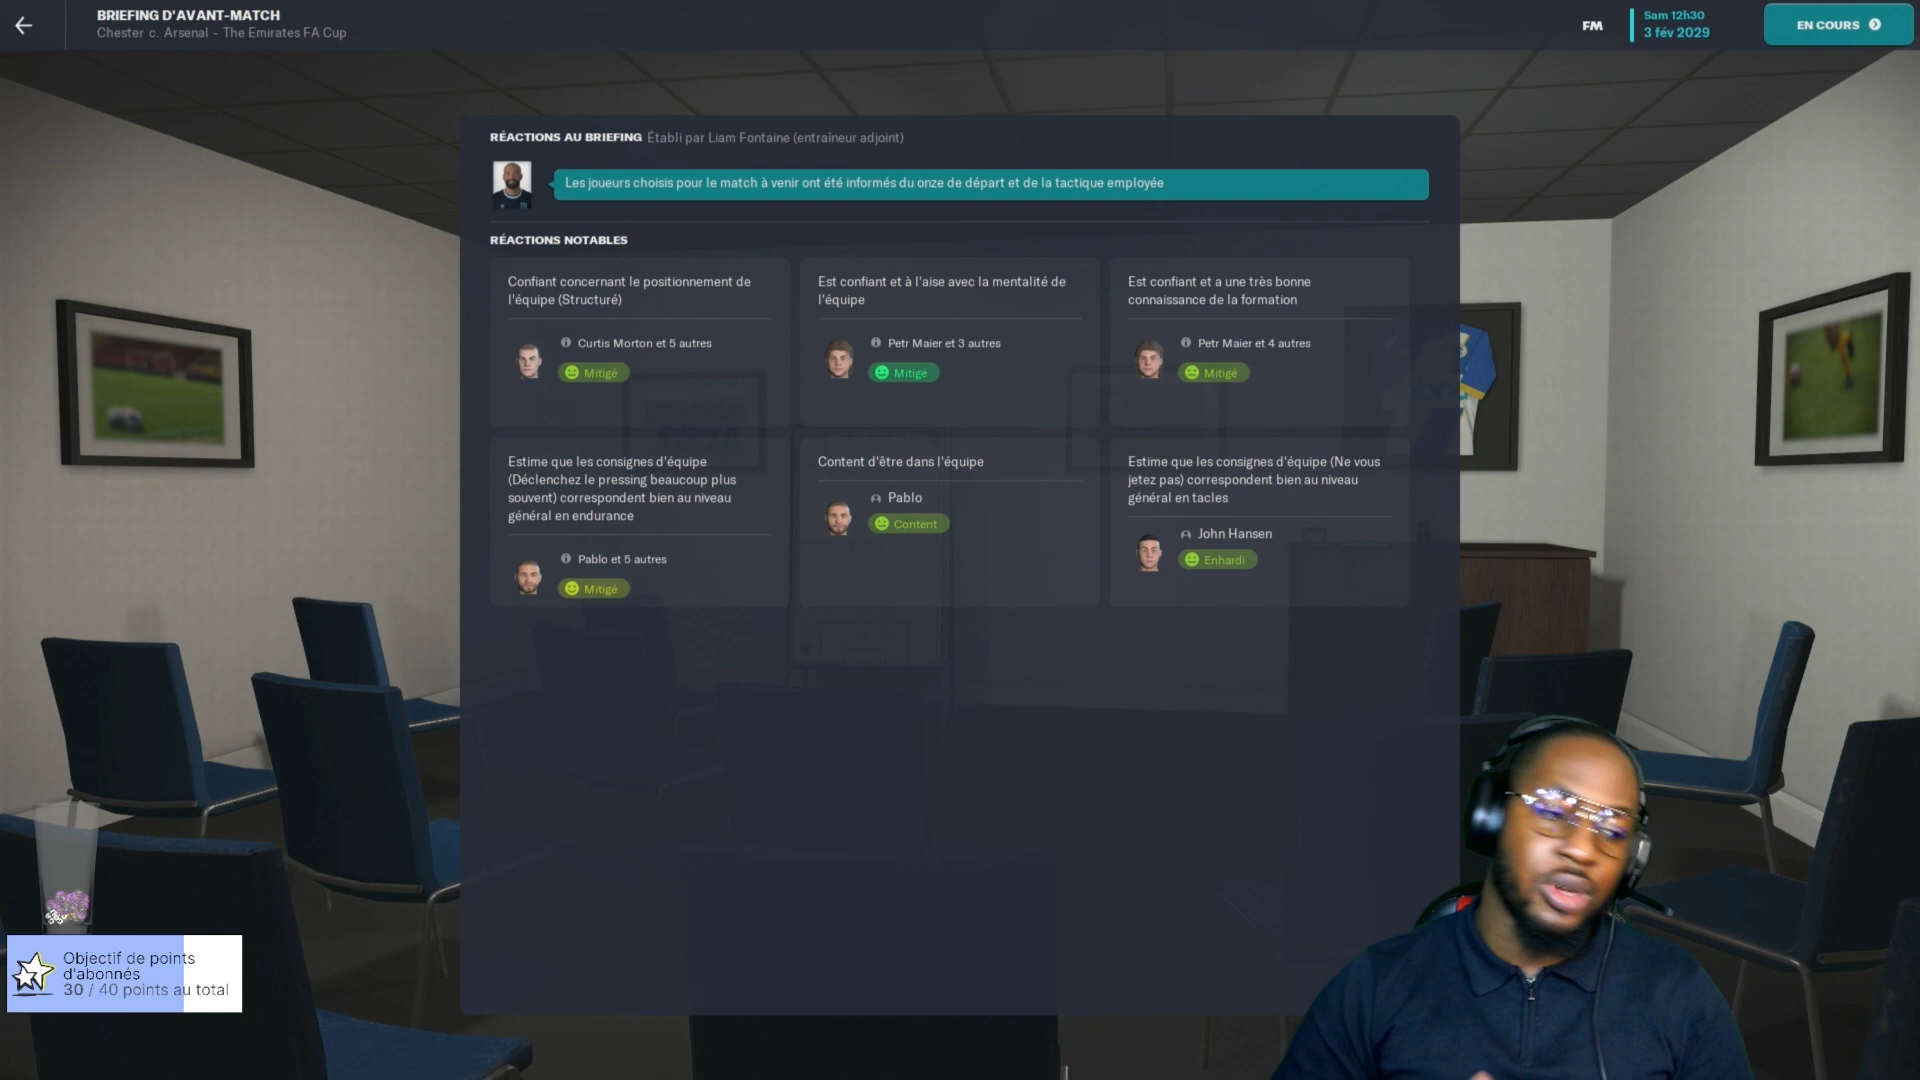 BRIEFING D'AVANT-MATCH
Chester c. Arsenal - The Emirates FA Cup
FM
Sam 12h30
3 fév 2029
EN COURS
RÉACTIONS AU BRIEFING Établi par Liam Fontaine (entraîneur adjoint)
Les joueurs choisis pour le match à venir ont été informés du onze de départ et de la tactique employée
RÉACTIONS NOTABLES
Confiant concernant le positionnement de
l'équipe (Structuré)
Curtis Morton et 5 autres
Mitigé
Est confiant et à l'aise avec la mentalité de
l'équipe
Petr Maier et 3 autres
Mitigé
Est confiant et a une très bonne
connaissance de la formation
Petr Maier et 4 autres
Mitigé
Estime que les consignes d'équipe
(Déclenchez le pressing beaucoup plus
souvent) correspondent bien au niveau
général en endurance
Pablo et 5 autres
Mitigé
Content d'être dans l'équipe
Pablo
Content
Estime que les consignes d'équipe (Ne vous
jetez pas) correspondent bien au niveau
général en tacles
John Hansen
Enhardi
Objectif de points
d'abonnés
30 / 40 points au total